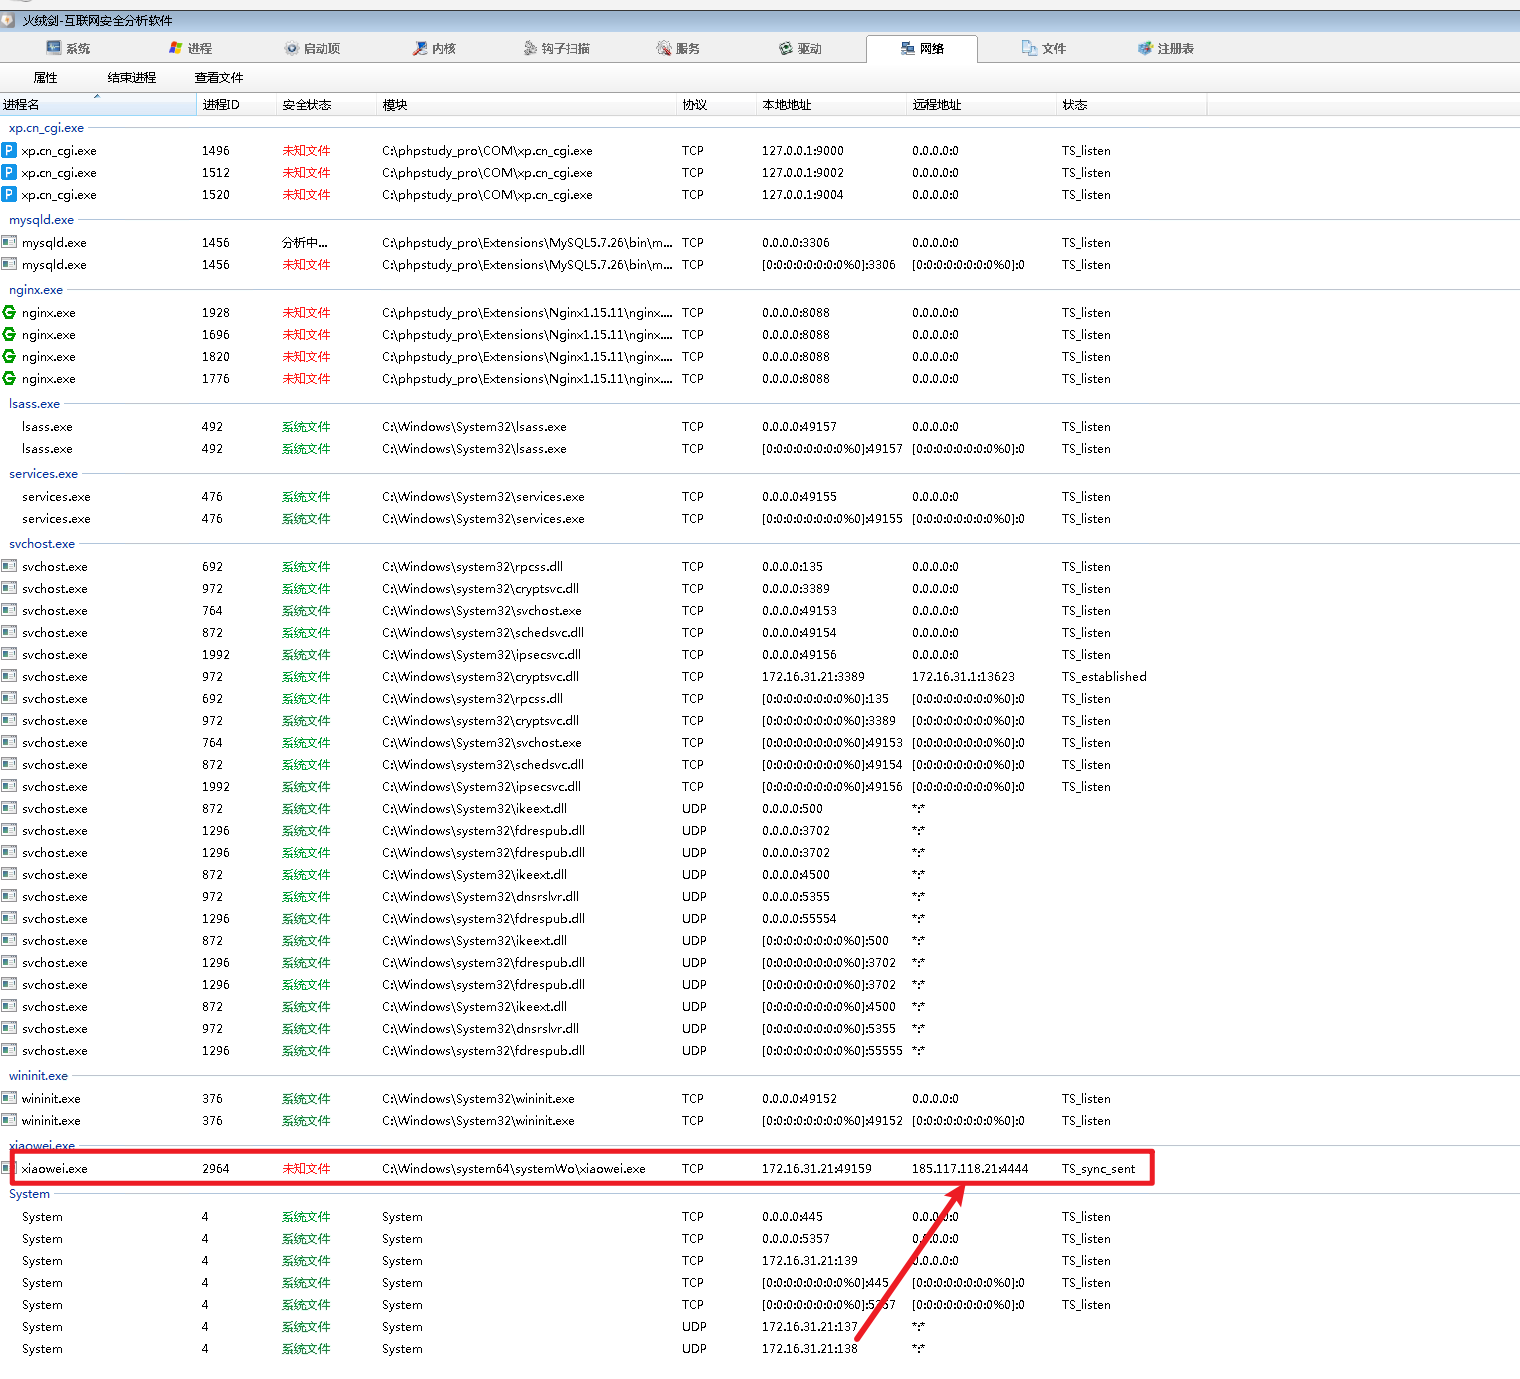 火绒剑-互联网安全分析软件
系统 进程 启动项 内核 钩子扫描 服务 驱动 网络 文件 注册表
属性 结束进程 查看文件
进程名 进程ID 安全状态 模块 协议 本地地址 远程地址 状态
xp.cn_cgi.exe
xp.cn_cgi.exe 1496 未知文件 C:\phpstudy_pro\COM\xp.cn_cgi.exe TCP 127.0.0.1:9000 0.0.0.0:0 TS_listen
xp.cn_cgi.exe 1512 未知文件 C:\phpstudy_pro\COM\xp.cn_cgi.exe TCP 127.0.0.1:9002 0.0.0.0:0 TS_listen
xp.cn_cgi.exe 1520 未知文件 C:\phpstudy_pro\COM\xp.cn_cgi.exe TCP 127.0.0.1:9004 0.0.0.0:0 TS_listen
mysqld.exe
mysqld.exe 1456 分析中... C:\phpstudy_pro\Extensions\MySQL5.7.26\bin\m... TCP 0.0.0.0:3306 0.0.0.0:0 TS_listen
mysqld.exe 1456 未知文件 C:\phpstudy_pro\Extensions\MySQL5.7.26\bin\m... TCP [0:0:0:0:0:0:0:0%0]:3306 [0:0:0:0:0:0:0:0%0]:0 TS_listen
nginx.exe
nginx.exe 1928 未知文件 C:\phpstudy_pro\Extensions\Nginx1.15.11\nginx.... TCP 0.0.0.0:8088 0.0.0.0:0 TS_listen
nginx.exe 1696 未知文件 C:\phpstudy_pro\Extensions\Nginx1.15.11\nginx.... TCP 0.0.0.0:8088 0.0.0.0:0 TS_listen
nginx.exe 1820 未知文件 C:\phpstudy_pro\Extensions\Nginx1.15.11\nginx.... TCP 0.0.0.0:8088 0.0.0.0:0 TS_listen
nginx.exe 1776 未知文件 C:\phpstudy_pro\Extensions\Nginx1.15.11\nginx.... TCP 0.0.0.0:8088 0.0.0.0:0 TS_listen
lsass.exe
lsass.exe 492 系统文件 C:\Windows\System32\lsass.exe TCP 0.0.0.0:49157 0.0.0.0:0 TS_listen
lsass.exe 492 系统文件 C:\Windows\System32\lsass.exe TCP [0:0:0:0:0:0:0:0%0]:49157 [0:0:0:0:0:0:0:0%0]:0 TS_listen
services.exe
services.exe 476 系统文件 C:\Windows\System32\services.exe TCP 0.0.0.0:49155 0.0.0.0:0 TS_listen
services.exe 476 系统文件 C:\Windows\System32\services.exe TCP [0:0:0:0:0:0:0:0%0]:49155 [0:0:0:0:0:0:0:0%0]:0 TS_listen
svchost.exe
svchost.exe 692 系统文件 C:\Windows\system32\rpcss.dll TCP 0.0.0.0:135 0.0.0.0:0 TS_listen
svchost.exe 972 系统文件 C:\Windows\System32\cryptsvc.dll TCP 0.0.0.0:3389 0.0.0.0:0 TS_listen
svchost.exe 764 系统文件 C:\Windows\System32\svchost.exe TCP 0.0.0.0:49153 0.0.0.0:0 TS_listen
svchost.exe 872 系统文件 C:\Windows\System32\schedsvc.dll TCP 0.0.0.0:49154 0.0.0.0:0 TS_listen
svchost.exe 1992 系统文件 C:\Windows\System32\ipsecsvc.dll TCP 0.0.0.0:49156 0.0.0.0:0 TS_listen
svchost.exe 972 系统文件 C:\Windows\System32\cryptsvc.dll TCP 172.16.31.21:3389 172.16.31.1:13623 TS_established
svchost.exe 692 系统文件 C:\Windows\system32\rpcss.dll TCP [0:0:0:0:0:0:0:0%0]:135 [0:0:0:0:0:0:0:0%0]:0 TS_listen
svchost.exe 972 系统文件 C:\Windows\System32\cryptsvc.dll TCP [0:0:0:0:0:0:0:0%0]:3389 [0:0:0:0:0:0:0:0%0]:0 TS_listen
svchost.exe 764 系统文件 C:\Windows\System32\svchost.exe TCP [0:0:0:0:0:0:0:0%0]:49153 [0:0:0:0:0:0:0:0%0]:0 TS_listen
svchost.exe 872 系统文件 C:\Windows\System32\schedsvc.dll TCP [0:0:0:0:0:0:0:0%0]:49154 [0:0:0:0:0:0:0:0%0]:0 TS_listen
svchost.exe 1992 系统文件 C:\Windows\System32\ipsecsvc.dll TCP [0:0:0:0:0:0:0:0%0]:49156 [0:0:0:0:0:0:0:0%0]:0 TS_listen
svchost.exe 872 系统文件 C:\Windows\System32\ikeext.dll UDP 0.0.0.0:500 *:*
svchost.exe 1296 系统文件 C:\Windows\system32\fdrespub.dll UDP 0.0.0.0:3702 *:*
svchost.exe 1296 系统文件 C:\Windows\system32\fdrespub.dll UDP 0.0.0.0:3702 *:*
svchost.exe 872 系统文件 C:\Windows\System32\ikeext.dll UDP 0.0.0.0:4500 *:*
svchost.exe 972 系统文件 C:\Windows\System32\dnsrslvr.dll UDP 0.0.0.0:5355 *:*
svchost.exe 1296 系统文件 C:\Windows\system32\fdrespub.dll UDP 0.0.0.0:55554 *:*
svchost.exe 872 系统文件 C:\Windows\System32\ikeext.dll UDP [0:0:0:0:0:0:0:0%0]:500 *:*
svchost.exe 1296 系统文件 C:\Windows\system32\fdrespub.dll UDP [0:0:0:0:0:0:0:0%0]:3702 *:*
svchost.exe 1296 系统文件 C:\Windows\system32\fdrespub.dll UDP [0:0:0:0:0:0:0:0%0]:3702 *:*
svchost.exe 872 系统文件 C:\Windows\System32\ikeext.dll UDP [0:0:0:0:0:0:0:0%0]:4500 *:*
svchost.exe 972 系统文件 C:\Windows\System32\dnsrslvr.dll UDP [0:0:0:0:0:0:0:0%0]:5355 *:*
svchost.exe 1296 系统文件 C:\Windows\system32\fdrespub.dll UDP [0:0:0:0:0:0:0:0%0]:55555 *:*
wininit.exe
wininit.exe 376 系统文件 C:\Windows\System32\wininit.exe TCP 0.0.0.0:49152 0.0.0.0:0 TS_listen
wininit.exe 376 系统文件 C:\Windows\System32\wininit.exe TCP [0:0:0:0:0:0:0:0%0]:49152 [0:0:0:0:0:0:0:0%0]:0 TS_listen
xiaowei.exe
xiaowei.exe 2964 未知文件 C:\Windows\system64\systemWo\xiaowei.exe TCP 172.16.31.21:49159 185.117.118.21:4444 TS_sync_sent
System
System 4 系统文件 System TCP 0.0.0.0:445 0.0.0.0:0 TS_listen
System 4 系统文件 System TCP 0.0.0.0:5357 0.0.0.0:0 TS_listen
System 4 系统文件 System TCP 172.16.31.21:139 0.0.0.0:0 TS_listen
System 4 系统文件 System TCP [0:0:0:0:0:0:0:0%0]:445 [0:0:0:0:0:0:0:0%0]:0 TS_listen
System 4 系统文件 System TCP [0:0:0:0:0:0:0:0%0]:5357 [0:0:0:0:0:0:0:0%0]:0 TS_listen
System 4 系统文件 System UDP 172.16.31.21:137 *:*
System 4 系统文件 System UDP 172.16.31.21:138 *:*